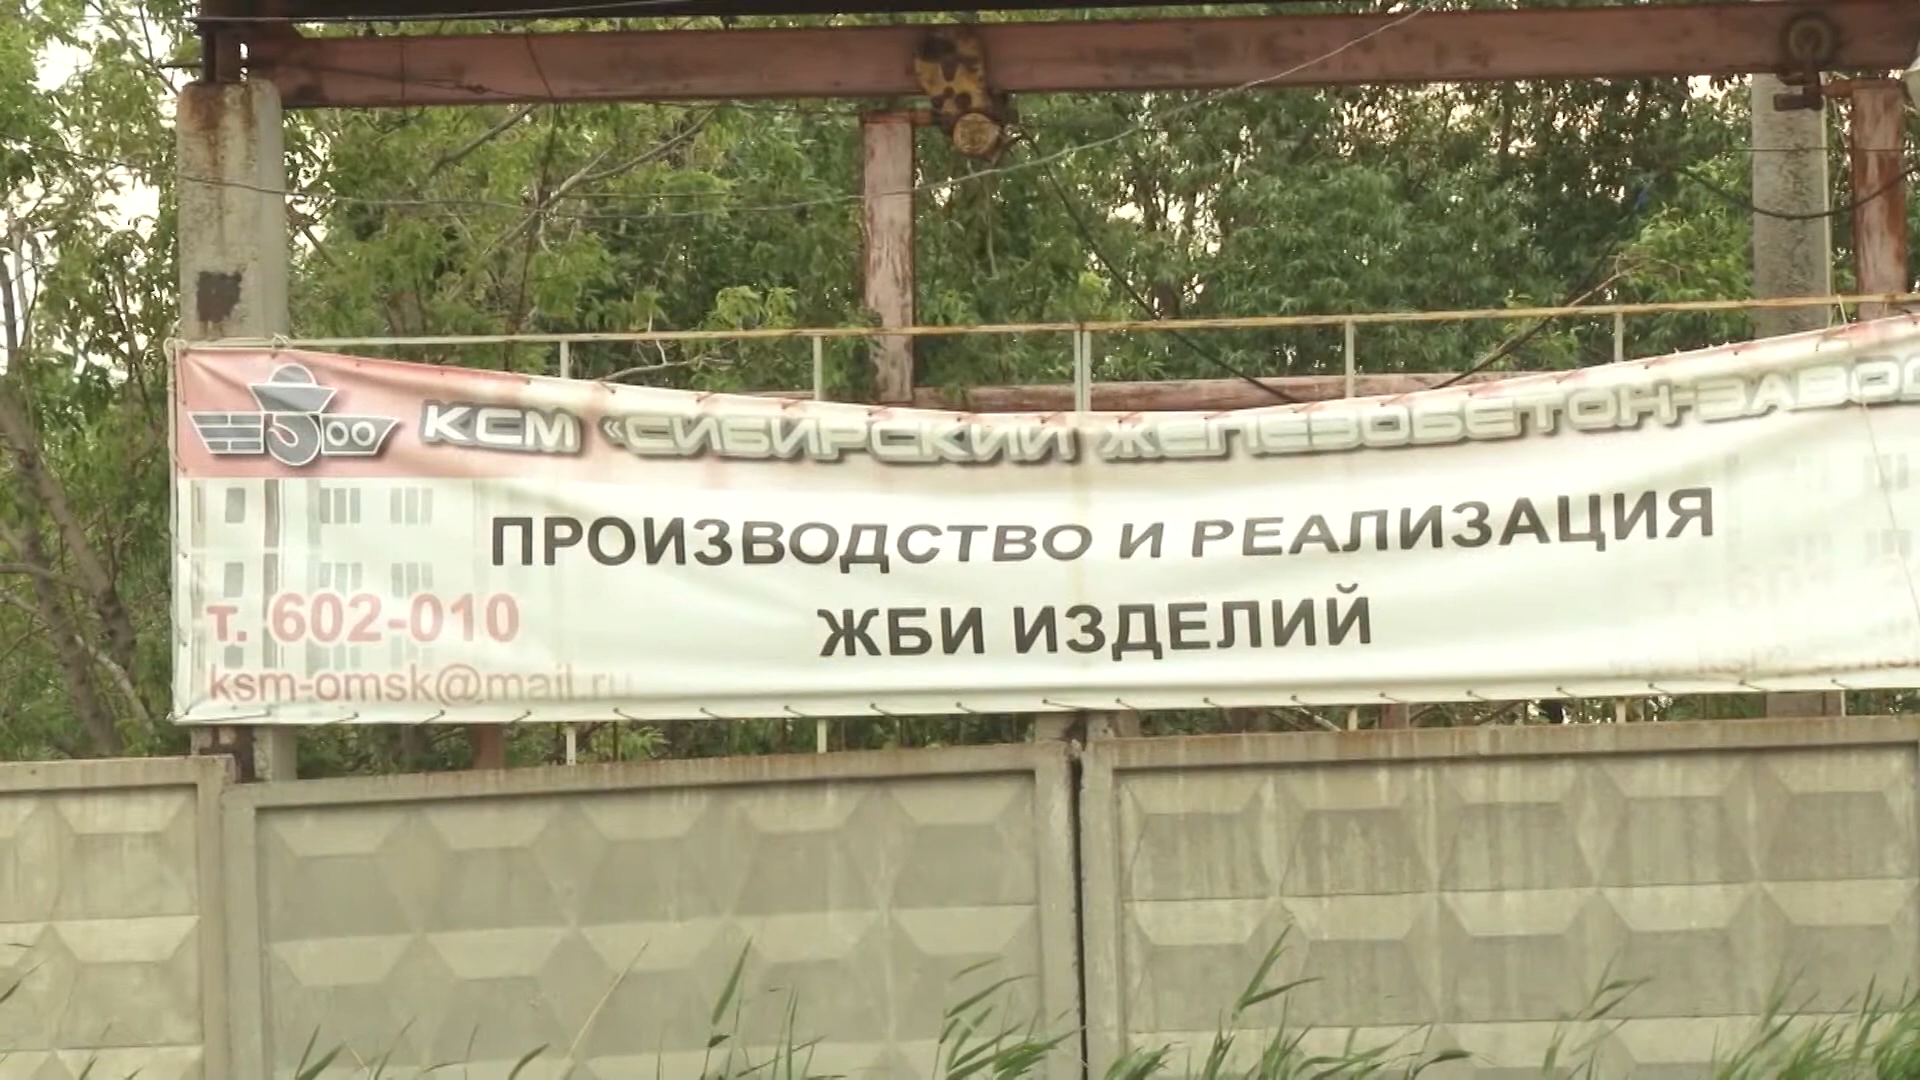 КСМ «СИБИРСКИЙ ЖЕЛЕЗОБЕТОН-ЗАВОД
ПРОИЗВОДСТВО И РЕАЛИЗАЦИЯ
ЖБИ ИЗДЕЛИЙ
т. 602-010
ksm-omsk@mail.ru